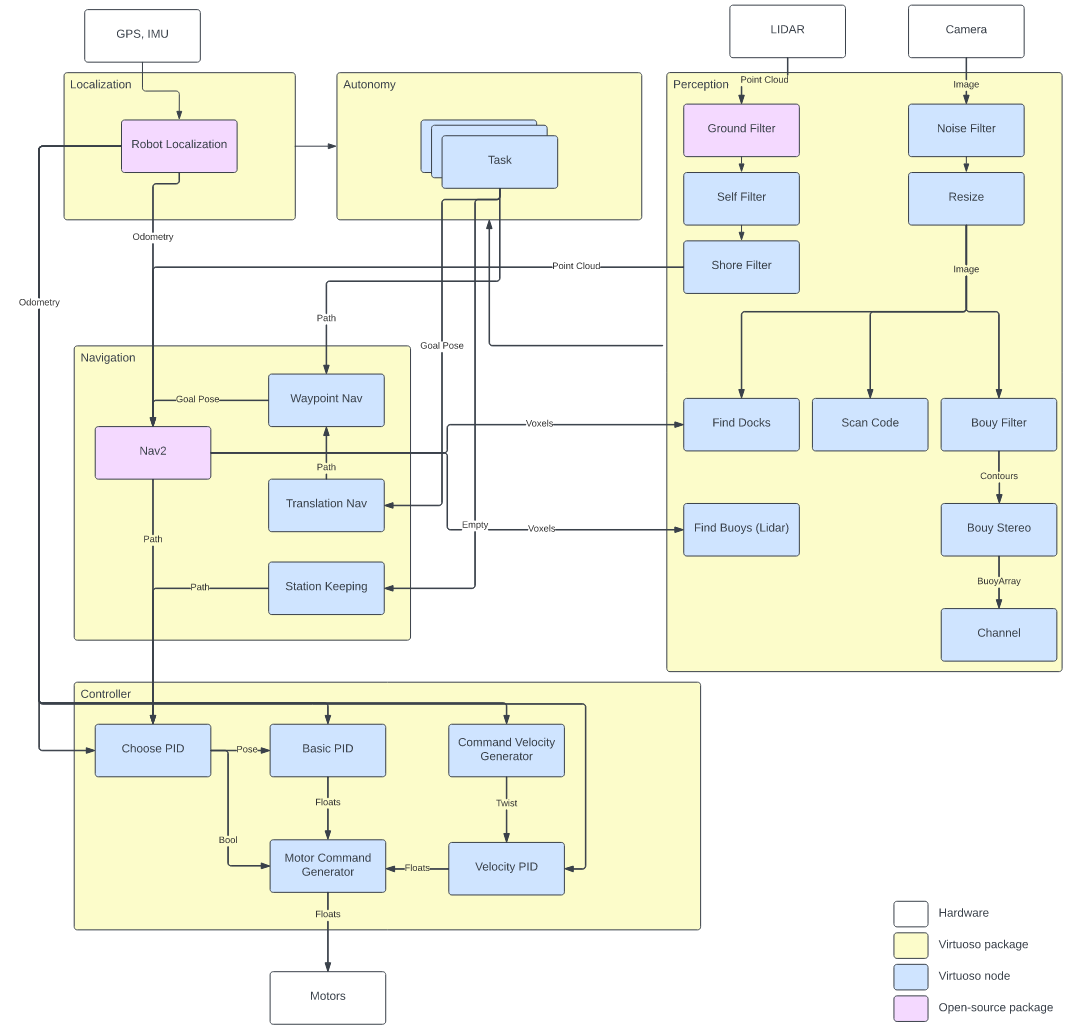 GPS, IMU
LIDAR
Camera
Localization
Autonomy
Perception
Point Cloud
Image
Robot Localization
Task
Ground Filter
Noise Filter
Self Filter
Resize
Odometry
Point Cloud
Shore Filter
Image
Odometry
Path
Goal Pose
Navigation
Goal Pose
Waypoint Nav
Voxels
Find Docks
Scan Code
Bouy Filter
Nav2
Path
Contours
Translation Nav
Empty
Voxels
Find Buoys (Lidar)
Bouy Stereo
Path
Path
Station Keeping
BuoyArray
Channel
Controller
Choose PID
Pose
Basic PID
Command Velocity
Generator
Floats
Twist
Bool
Motor Command
Generator
Floats
Velocity PID
Floats
Motors
Hardware
Virtuoso package
Virtuoso node
Open-source package